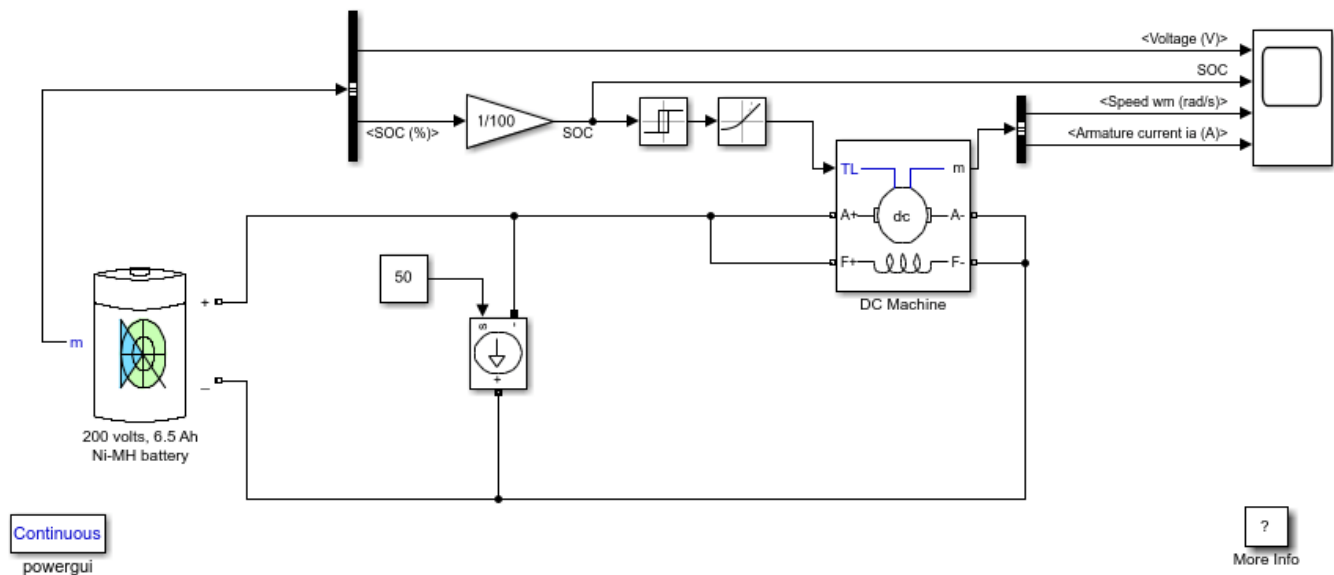 <Voltage (V)>
SOC
<Speed wm (rad/s)>
<Armature current ia (A)>
<SOC (%)>
1/100
SOC
TL
m
A+
dc
A-
F+
F-
DC Machine
50
s
-
+
+
m
_
200 volts, 6.5 Ah
Ni-MH battery
Continuous
powergui
?
More Info